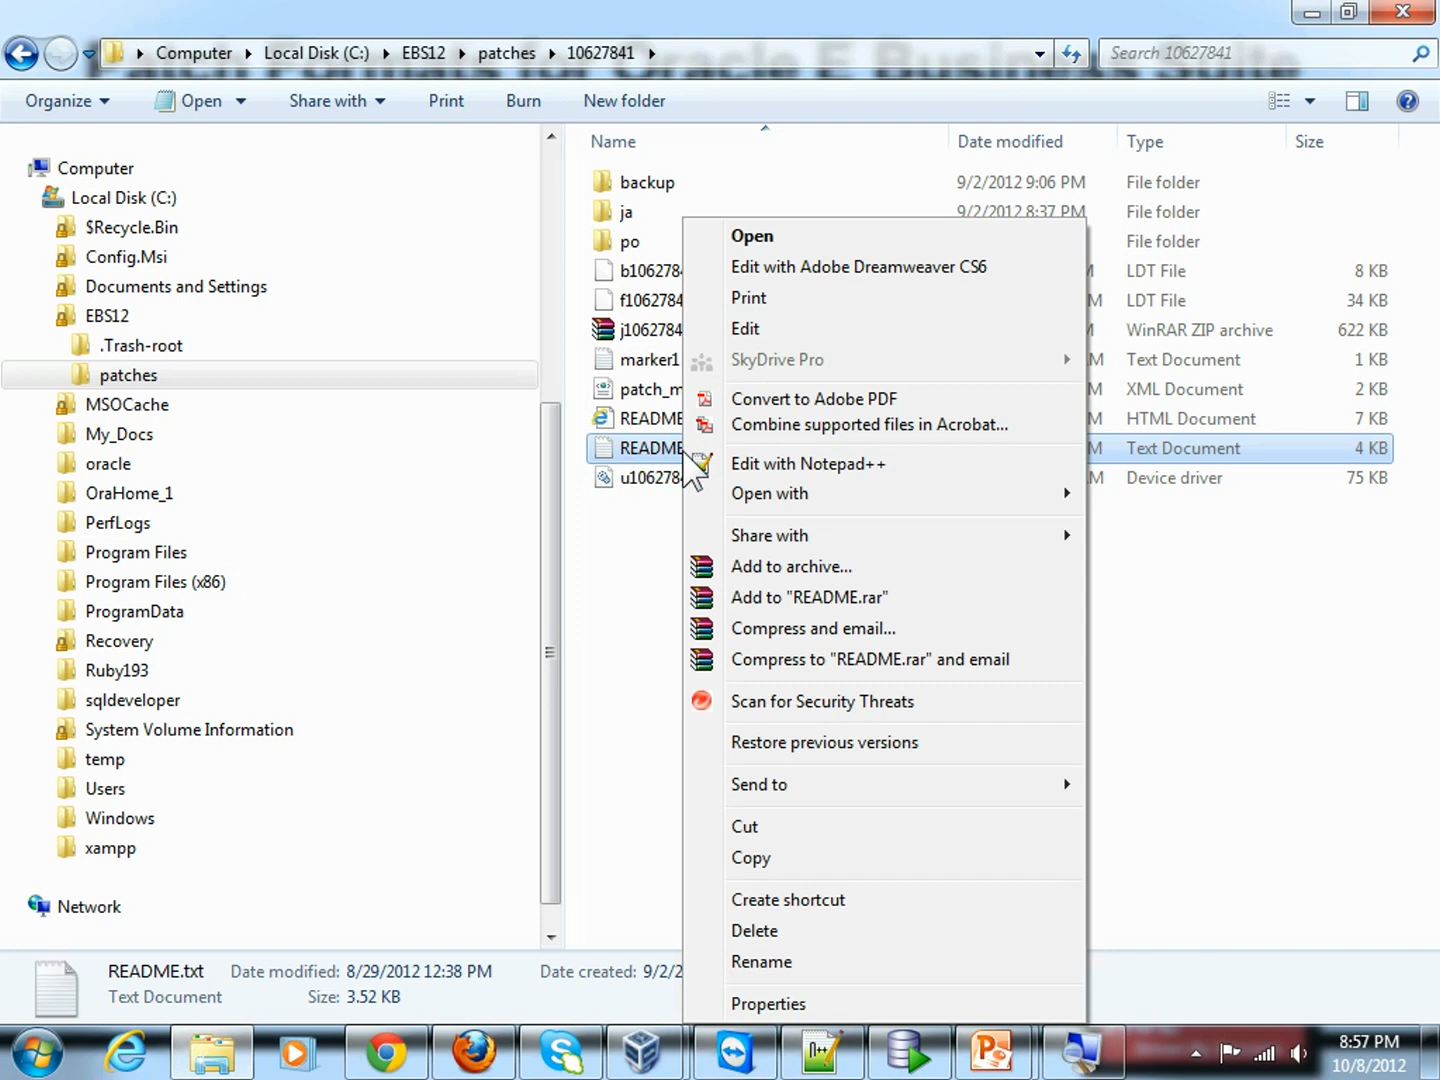 Patch Formats for Oracle E Business Suite
Computer Local Disk (C:) EBS12 patches 10627841
Search 10627841
Organize Open Share with Print Burn New folder
Name Date modified Type Size
Computer
Local Disk (C:)
$Recycle.Bin
Config.Msi
Documents and Settings
EBS12
.Trash-root
patches
MSOCache
My_Docs
oracle
OraHome_1
PerfLogs
Program Files
Program Files (x86)
ProgramData
Recovery
Ruby193
sqldeveloper
System Volume Information
temp
Users
Windows
xampp
Network
backup 9/2/2012 9:06 PM File folder
ja 9/2/2012 8:37 PM File folder
po File folder
b1062784 M LDT File 8 KB
f1062784 M LDT File 34 KB
j1062784 M WinRAR ZIP archive 622 KB
marker1 M Text Document 1 KB
patch_m M XML Document 2 KB
README M HTML Document 7 KB
README M Text Document 4 KB
u1062784 M Device driver 75 KB
Open
Edit with Adobe Dreamweaver CS6
Print
Edit
SkyDrive Pro
Convert to Adobe PDF
Combine supported files in Acrobat...
Edit with Notepad++
Open with
Share with
Add to archive...
Add to "README.rar"
Compress and email...
Compress to "README.rar" and email
Scan for Security Threats
Restore previous versions
Send to
Cut
Copy
Create shortcut
Delete
Rename
Properties
README.txt Date modified: 8/29/2012 12:38 PM Date created: 9/2/2
Text Document Size: 3.52 KB
8:57 PM
10/8/2012